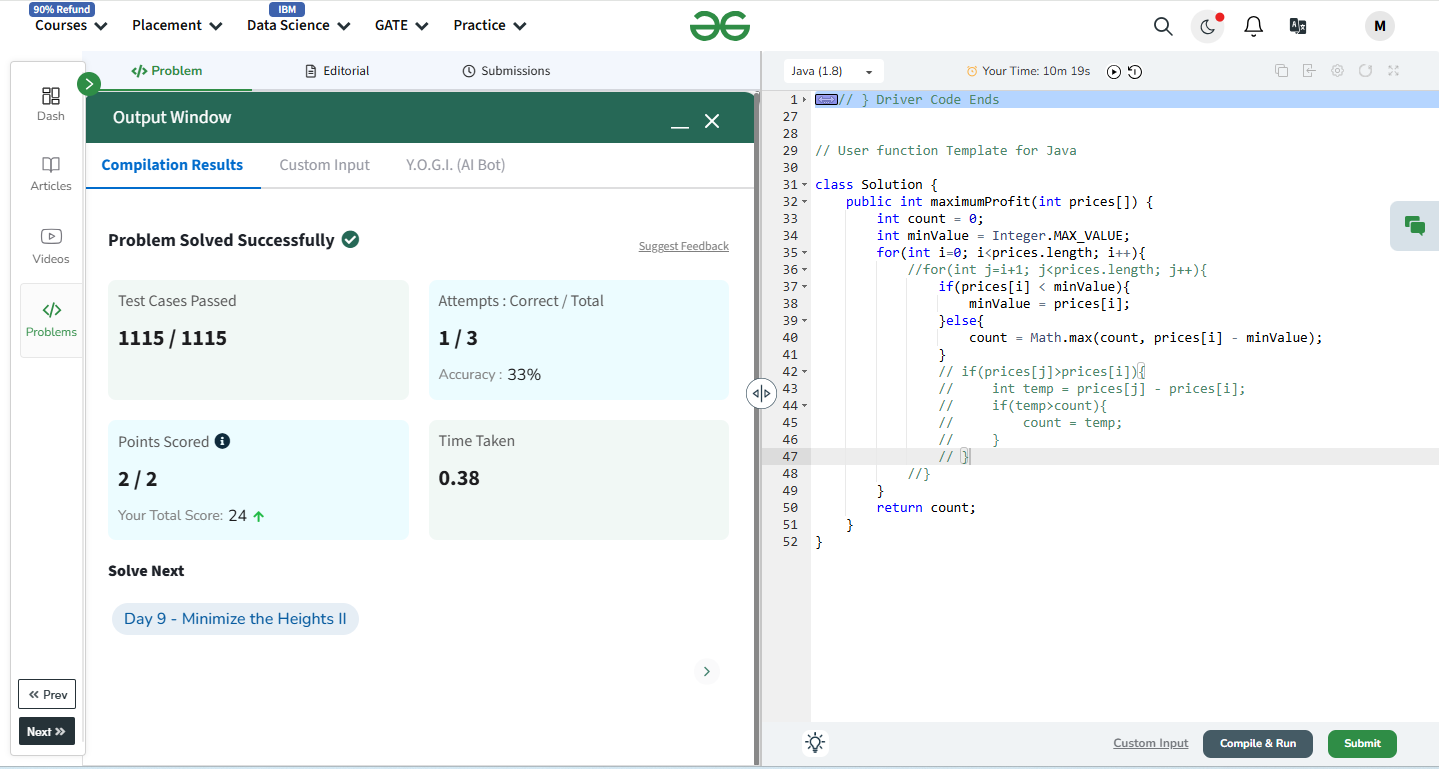 90% Refund
IBM
Courses
Placement
Data Science
GATE
Practice
M
Dash
Articles
Videos
Problems
Prev
Next
Problem
Editorial
Submissions
Output Window
Compilation Results
Custom Input
Y.O.G.I. (AI Bot)
Problem Solved Successfully
Suggest Feedback
Test Cases Passed
1115 / 1115
Attempts : Correct / Total
1 / 3
Accuracy : 33%
Points Scored
2 / 2
Your Total Score: 24
Time Taken
0.38
Solve Next
Day 9 - Minimize the Heights II
Java (1.8)
Your Time: 10m 19s
1 // } Driver Code Ends
27
28
29 // User function Template for Java
30
31 class Solution {
32     public int maximumProfit(int prices[]) {
33         int count = 0;
34         int minValue = Integer.MAX_VALUE;
35         for(int i=0; i<prices.length; i++){
36             //for(int j=i+1; j<prices.length; j++){
37                 if(prices[i] < minValue){
38                     minValue = prices[i];
39                 }else{
40                     count = Math.max(count, prices[i] - minValue);
41                 }
42                 // if(prices[j]>prices[i]){
43                 //     int temp = prices[j] - prices[i];
44                 //     if(temp>count){
45                 //         count = temp;
46                 //     }
47                 // }
48             //}
49         }
50         return count;
51     }
52 }
Custom Input
Compile & Run
Submit